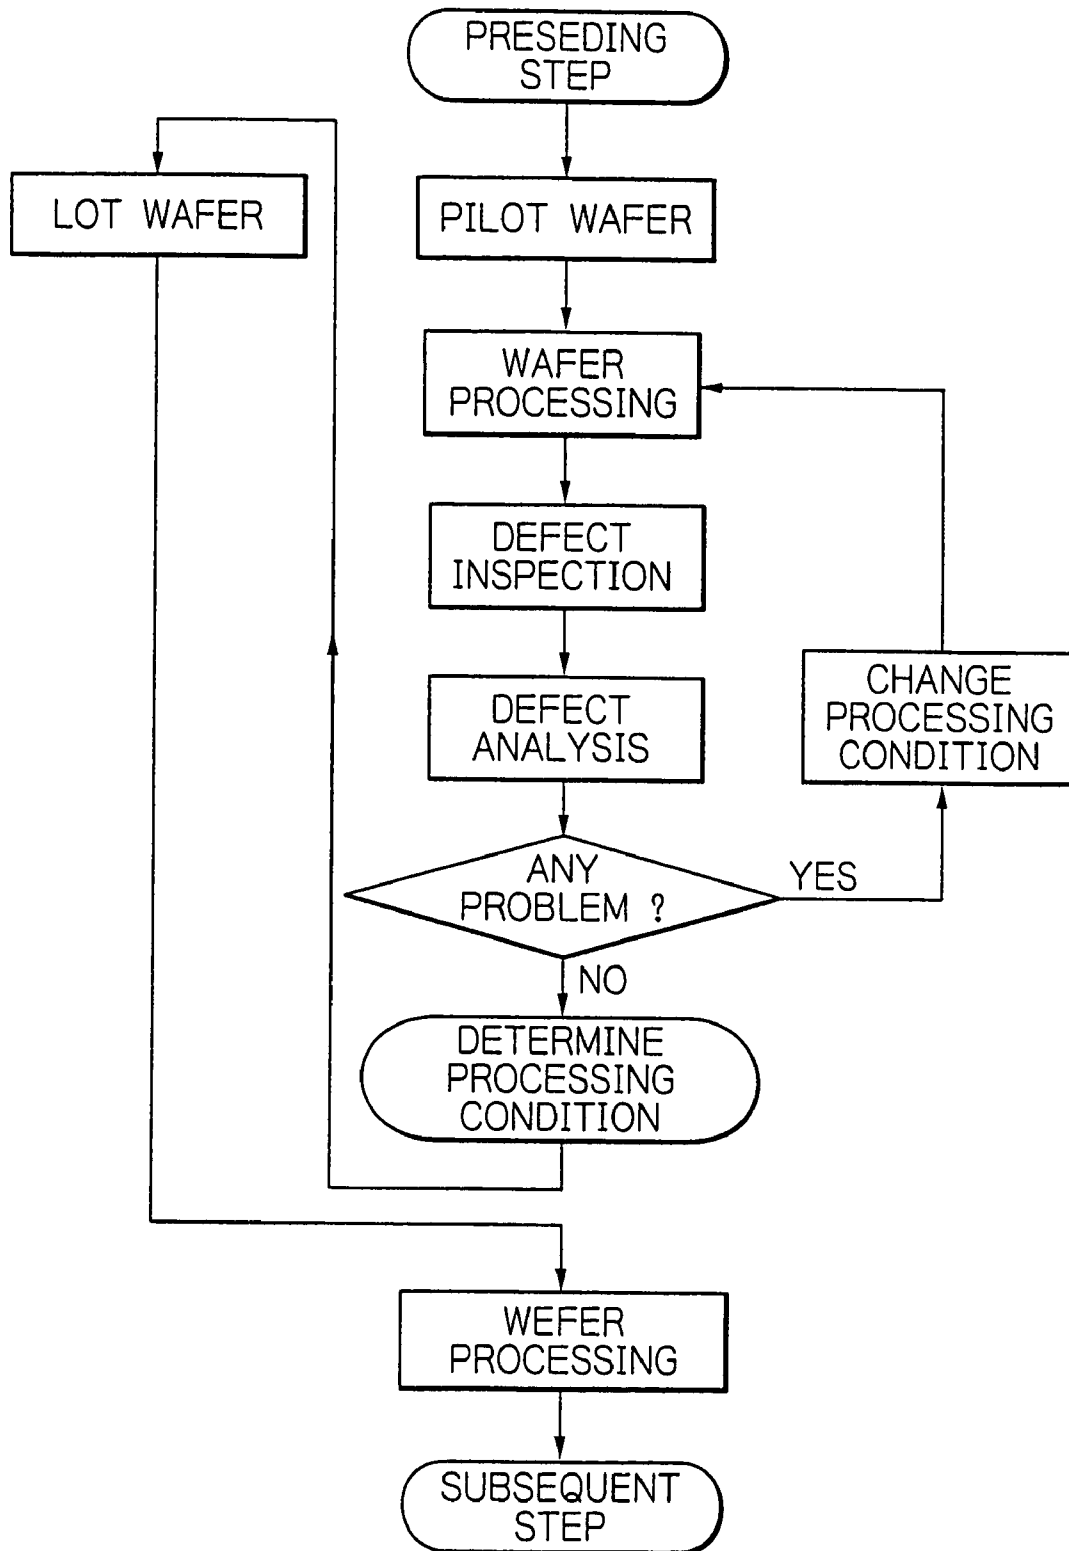 PRESEDING
STEP
LOT WAFER
PILOT WAFER
WAFER
PROCESSING
DEFECT
INSPECTION
DEFECT
ANALYSIS
CHANGE
PROCESSING
CONDITION
ANY
PROBLEM ?
YES
NO
DETERMINE
PROCESSING
CONDITION
WEFER
PROCESSING
SUBSEQUENT
STEP